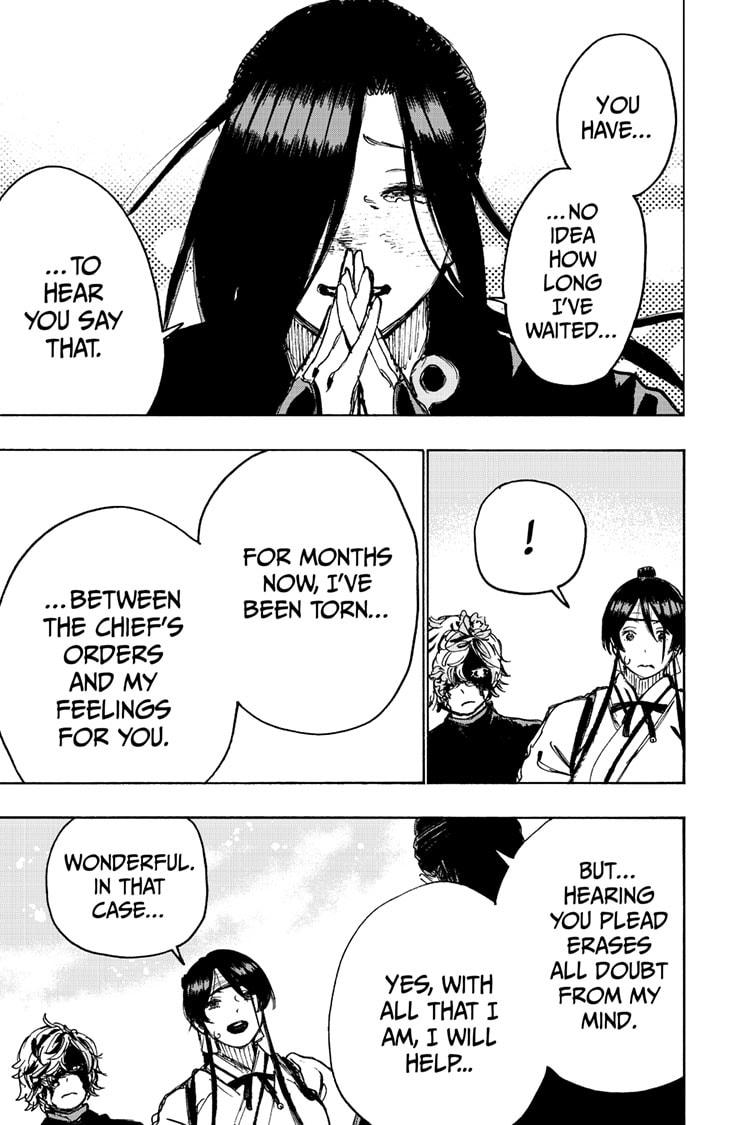 YOU
HAVE...
...NO
IDEA
HOW
LONG
I'VE
WAITED...
...TO
HEAR
YOU SAY
THAT.
!
FOR MONTHS
NOW, I'VE
BEEN TORN...
...BETWEEN
THE CHIEF'S
ORDERS
AND MY
FEELINGS
FOR YOU.
BUT...
HEARING
YOU PLEAD
ERASES
ALL DOUBT
FROM MY
MIND.
YES, WITH
ALL THAT I
AM, I WILL
HELP...
WONDERFUL.
IN THAT
CASE...